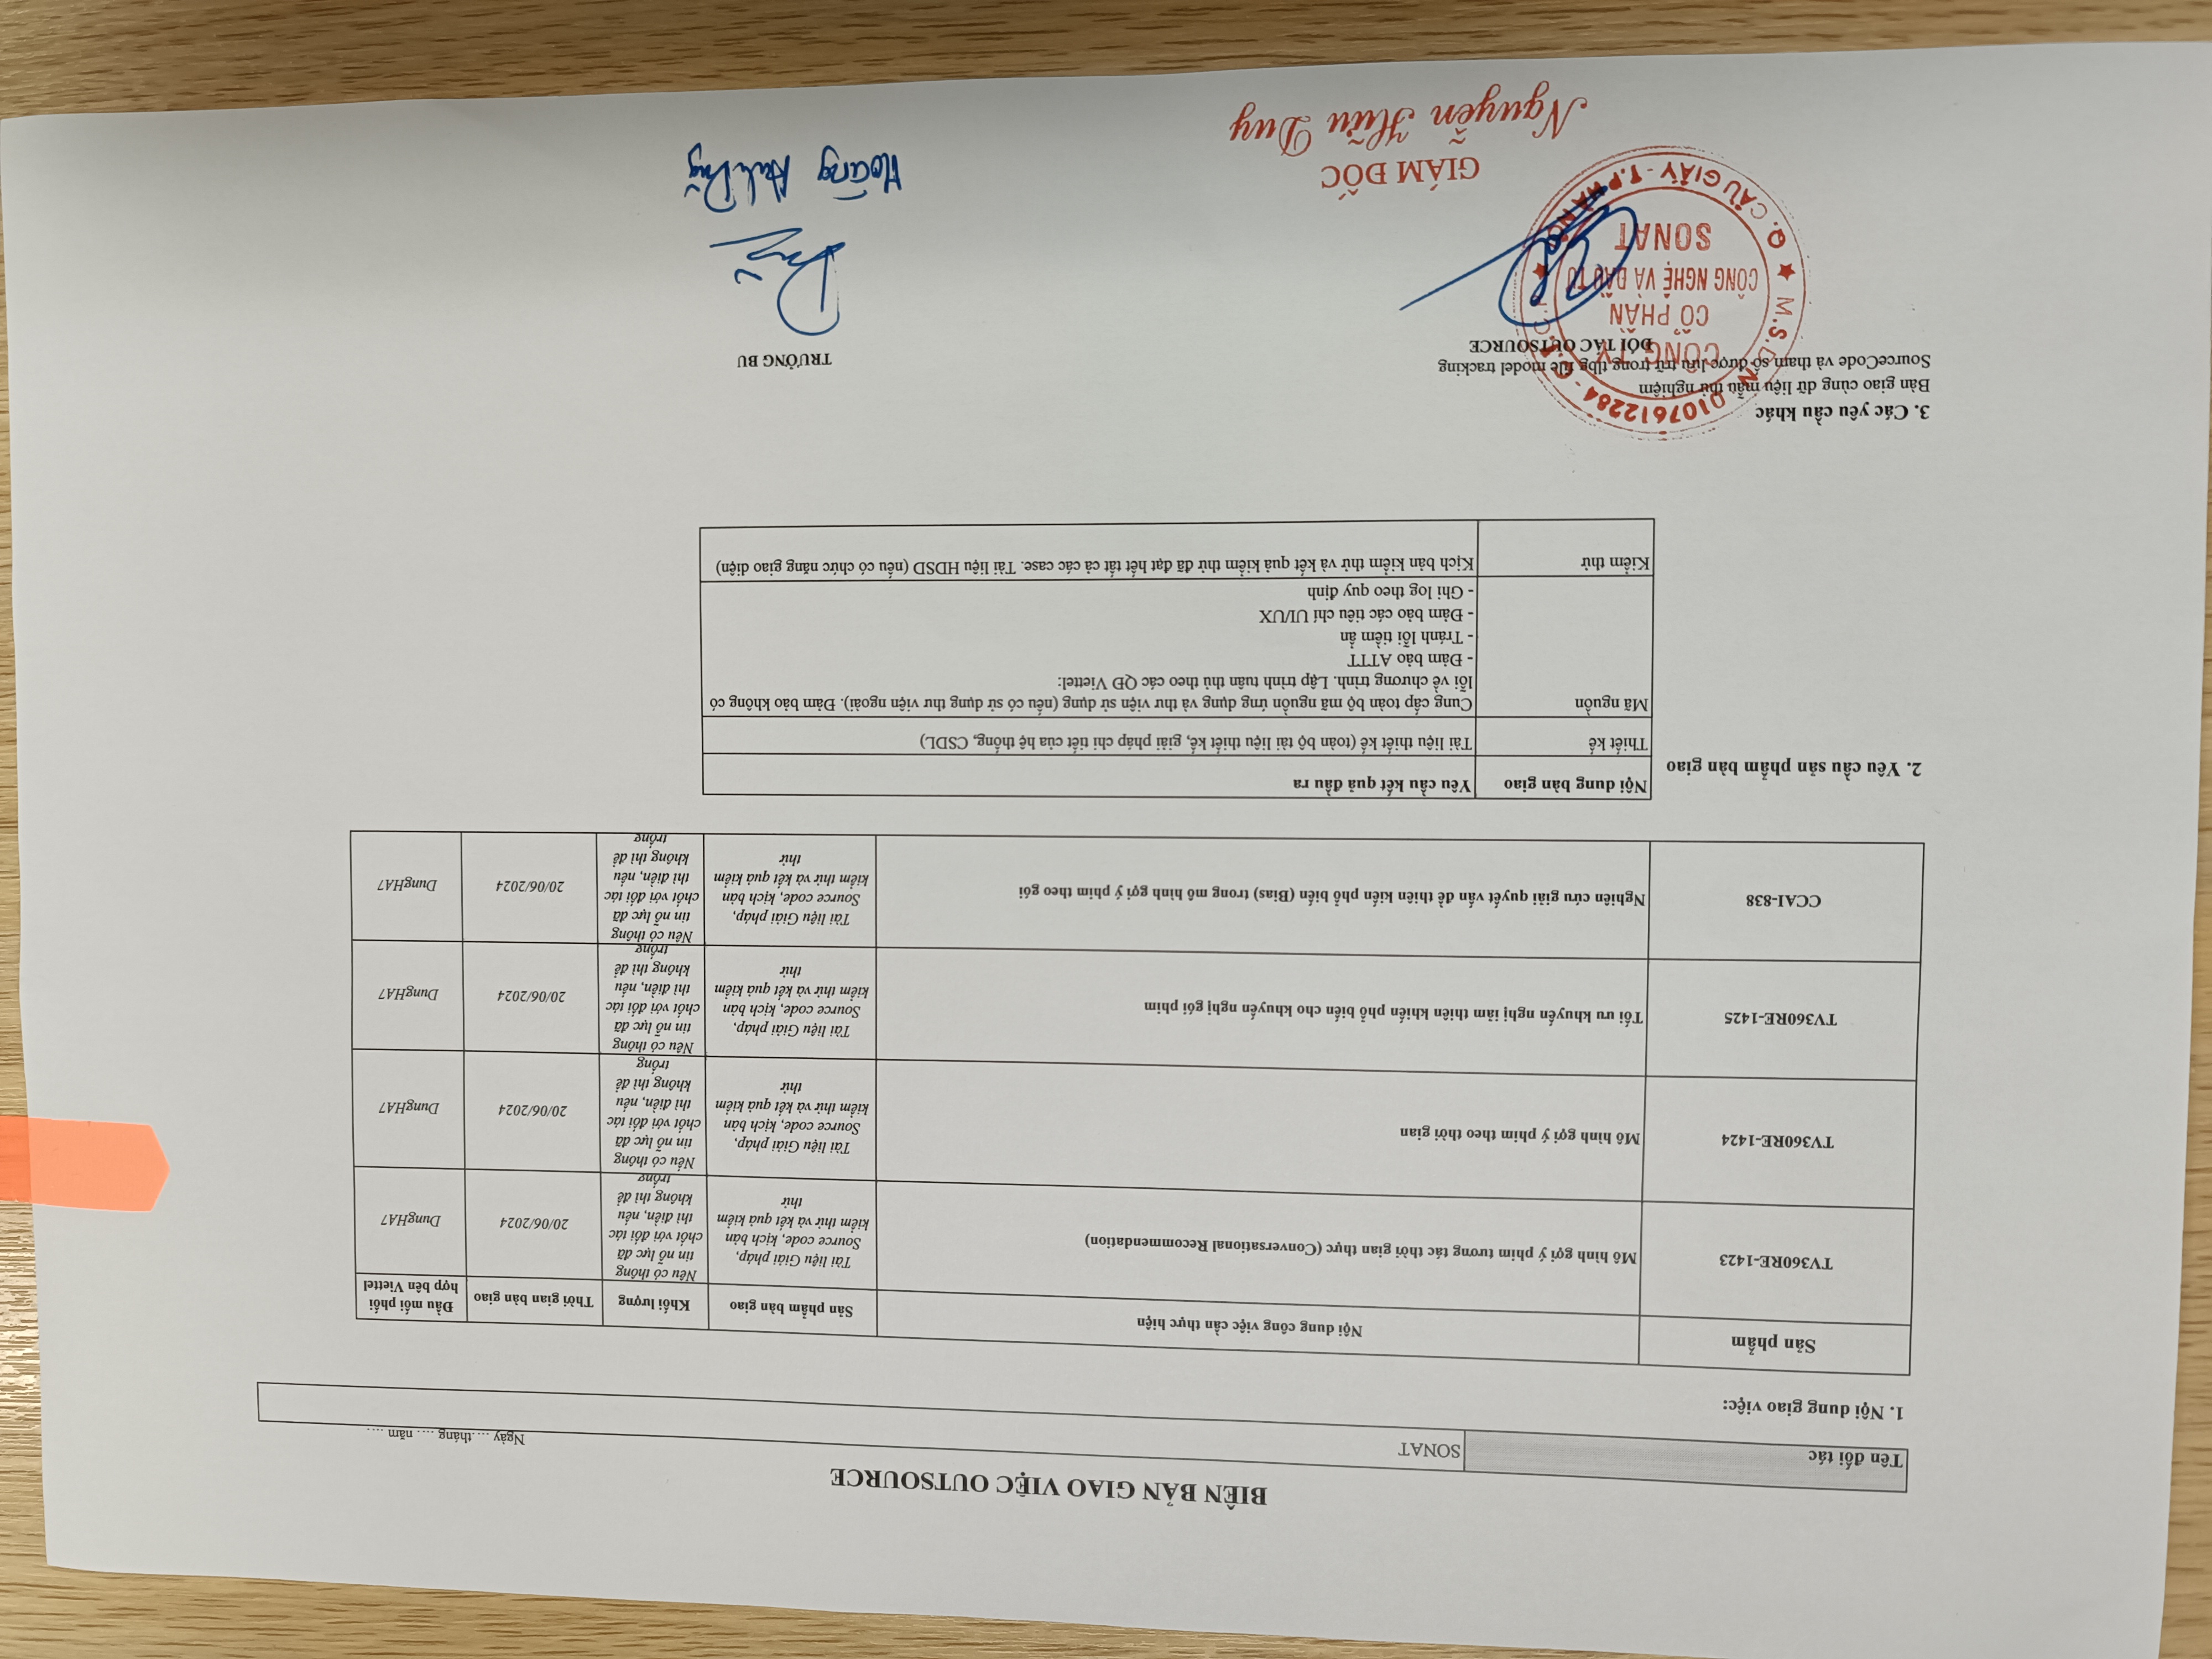 BIÊN BẢN GIAO VIỆC OUTSOURCE
Ngày ....tháng .... năm ....
Tên đối tác SONAT
1. Nội dung giao việc:
Sản phẩm Nội dung công việc cần thực hiện Sản phẩm bàn giao Khối lượng Thời gian bàn giao Đầu mối phối
hợp bên Viettel
TV360RE-1423 Mô hình gợi ý phim tương tác thời gian thực (Conversational Recommendation)
Tài liệu Giải pháp,
Source code, kịch bản
kiểm thử và kết quả kiểm
thử
Nếu có thông
tin nỗ lực đã
chốt với đối tác
thì điền, nếu
không thì để
trống
20/06/2024
DungHA7
TV360RE-1424 Mô hình gợi ý phim theo thời gian
Tài liệu Giải pháp,
Source code, kịch bản
kiểm thử và kết quả kiểm
thử
Nếu có thông
tin nỗ lực đã
chốt với đối tác
thì điền, nếu
không thì để
trống
20/06/2024
DungHA7
TV360RE-1425 Tối ưu khuyến nghị làm thiên khiến phổ biến cho khuyến nghị gói phim
Tài liệu Giải pháp,
Source code, kịch bản
kiểm thử và kết quả kiểm
thử
Nếu có thông
tin nỗ lực đã
chốt với đối tác
thì điền, nếu
không thì để
trống
20/06/2024
DungHA7
CCAI-838 Nghiên cứu giải quyết vấn đề thiên kiến phổ biến (Bias) trong mô hình gợi ý phim theo gói
Tài liệu Giải pháp,
Source code, kịch bản
kiểm thử và kết quả kiểm
thử
Nếu có thông
tin nỗ lực đã
chốt với đối tác
thì điền, nếu
không thì để
trống
20/06/2024
DungHA7
2. Yêu cầu sản phẩm bàn giao
Nội dung bàn giao Yêu cầu kết quả đầu ra
Thiết kế Tài liệu thiết kế (toàn bộ tài liệu thiết kế, giải pháp chi tiết của hệ thống, CSDL)
Mã nguồn Cung cấp toàn bộ mã nguồn ứng dụng và thư viện sử dụng (nếu có sử dụng thư viện ngoài). Đảm bảo không có
lỗi về chương trình. Lập trình tuân thủ theo các QĐ Viettel:
- Đảm bảo ATTT
- Tránh lỗi tiềm ẩn
- Đảm bảo các tiêu chí UI/UX
- Ghi log theo quy định
Kiểm thử Kịch bản kiểm thử và kết quả kiểm thử đã đạt hết tất cả các case. Tài liệu HDSD (nếu có chức năng giao diện)
3. Các yêu cầu khác
Bàn giao cùng dữ liệu mẫu thử nghiệm
SourceCode và tham số được lưu trữ trong file model tracking
ĐỐI TÁC OUTSOURCE
TRƯỞNG BU
M.S.D.N: 0107612284 - C.T.C.P
CÔNG TY
CỔ PHẦN
CÔNG NGHỆ VÀ ĐẦU TƯ
SONAT
Q. CẦU GIẤY - T.P HÀ NỘI
GIÁM ĐỐC
Nguyễn Hữu Duy
Hoàng Anh Dũng